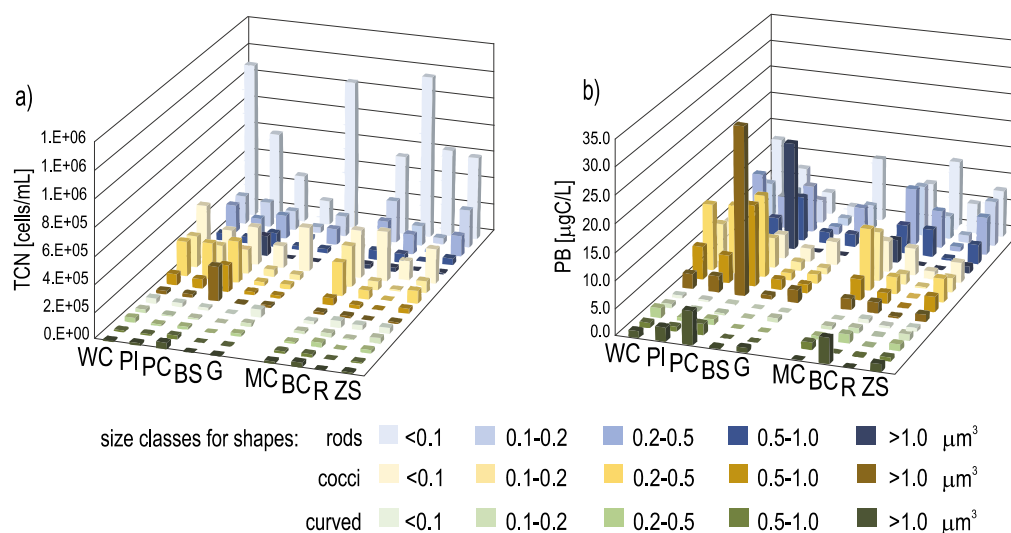 a)
TCN [cells/mL]
1.E+06
1.E+06
1.E+06
8.E+05
6.E+05
4.E+05
2.E+05
0.E+00
WC PI PC BS G MC BC R ZS
b)
PB [µgC/L]
35.0
30.0
25.0
20.0
15.0
10.0
5.0
0.0
WC PI PC BS G MC BC R ZS
size classes for shapes: rods <0.1 0.1-0.2 0.2-0.5 0.5-1.0 >1.0 µm³
cocci <0.1 0.1-0.2 0.2-0.5 0.5-1.0 >1.0 µm³
curved <0.1 0.1-0.2 0.2-0.5 0.5-1.0 >1.0 µm³